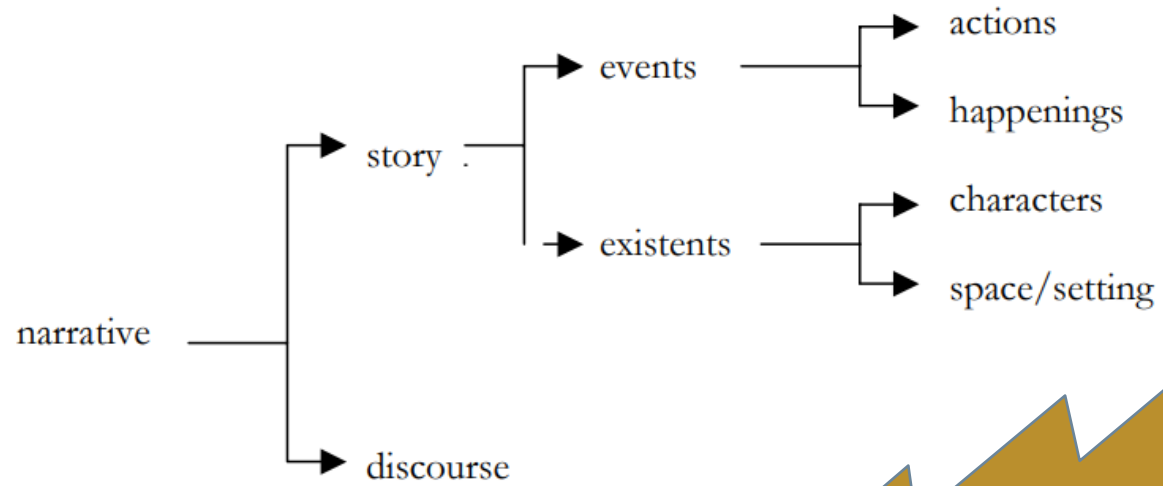 actions
events
happenings
story
characters
existents
space/setting
narrative
discourse